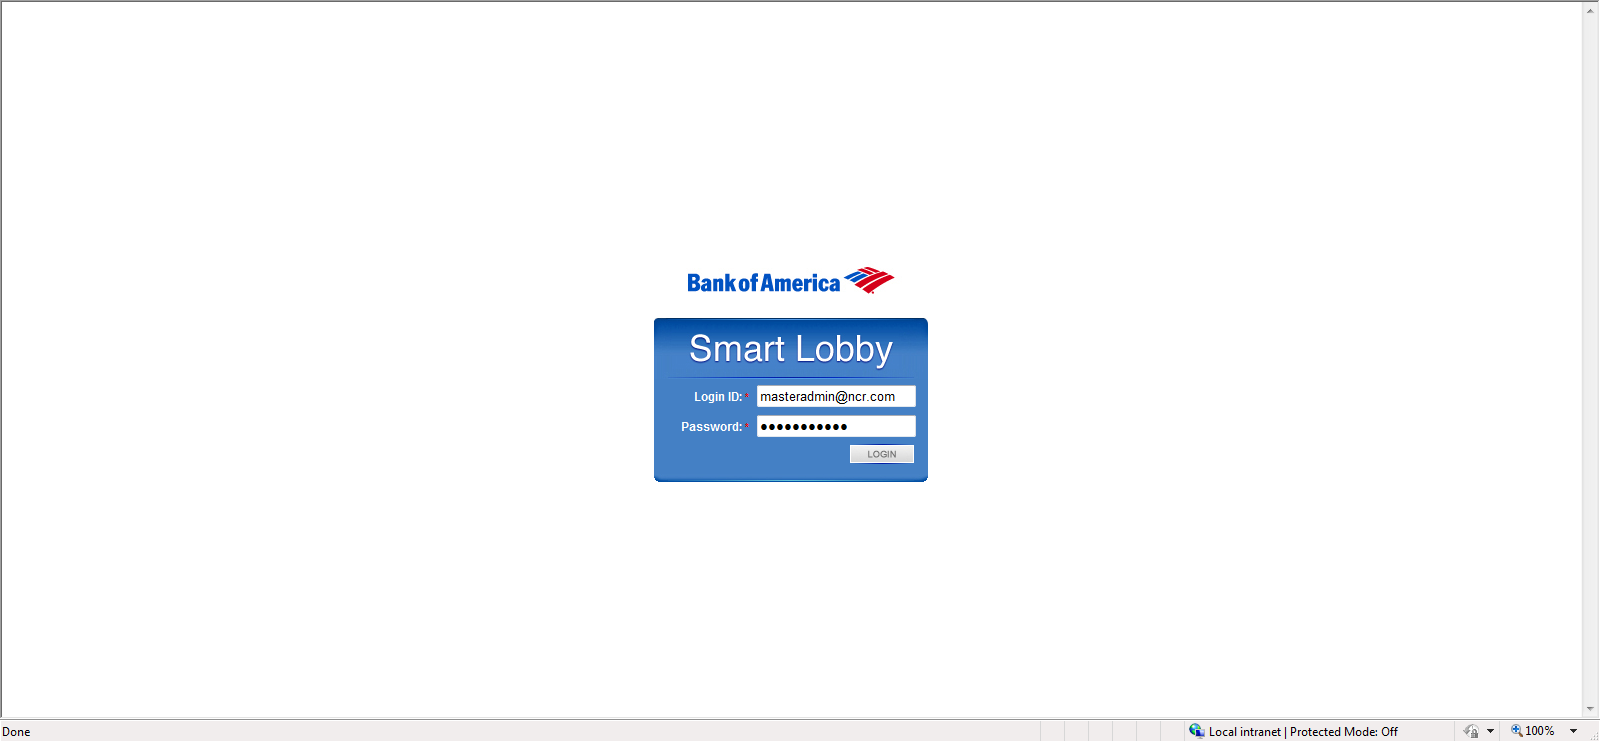 Bank of America
Smart Lobby
Login ID:* masteradmin@ncr.com
Password:* ●●●●●●●●●●●
LOGIN
Done Local intranet | Protected Mode: Off 100%